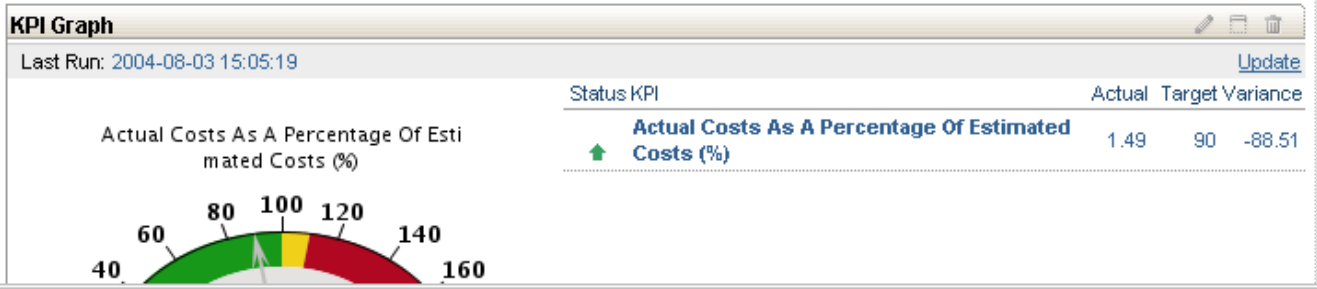 KPI Graph
Last Run: 2004-08-03 15:05:19 Update
Status KPI Actual Target Variance
Actual Costs As A Percentage Of Estimated
Costs (%) 1.49 90 -88.51
Actual Costs As A Percentage Of Esti
mated Costs (%)
40 60 80 100 120 140 160